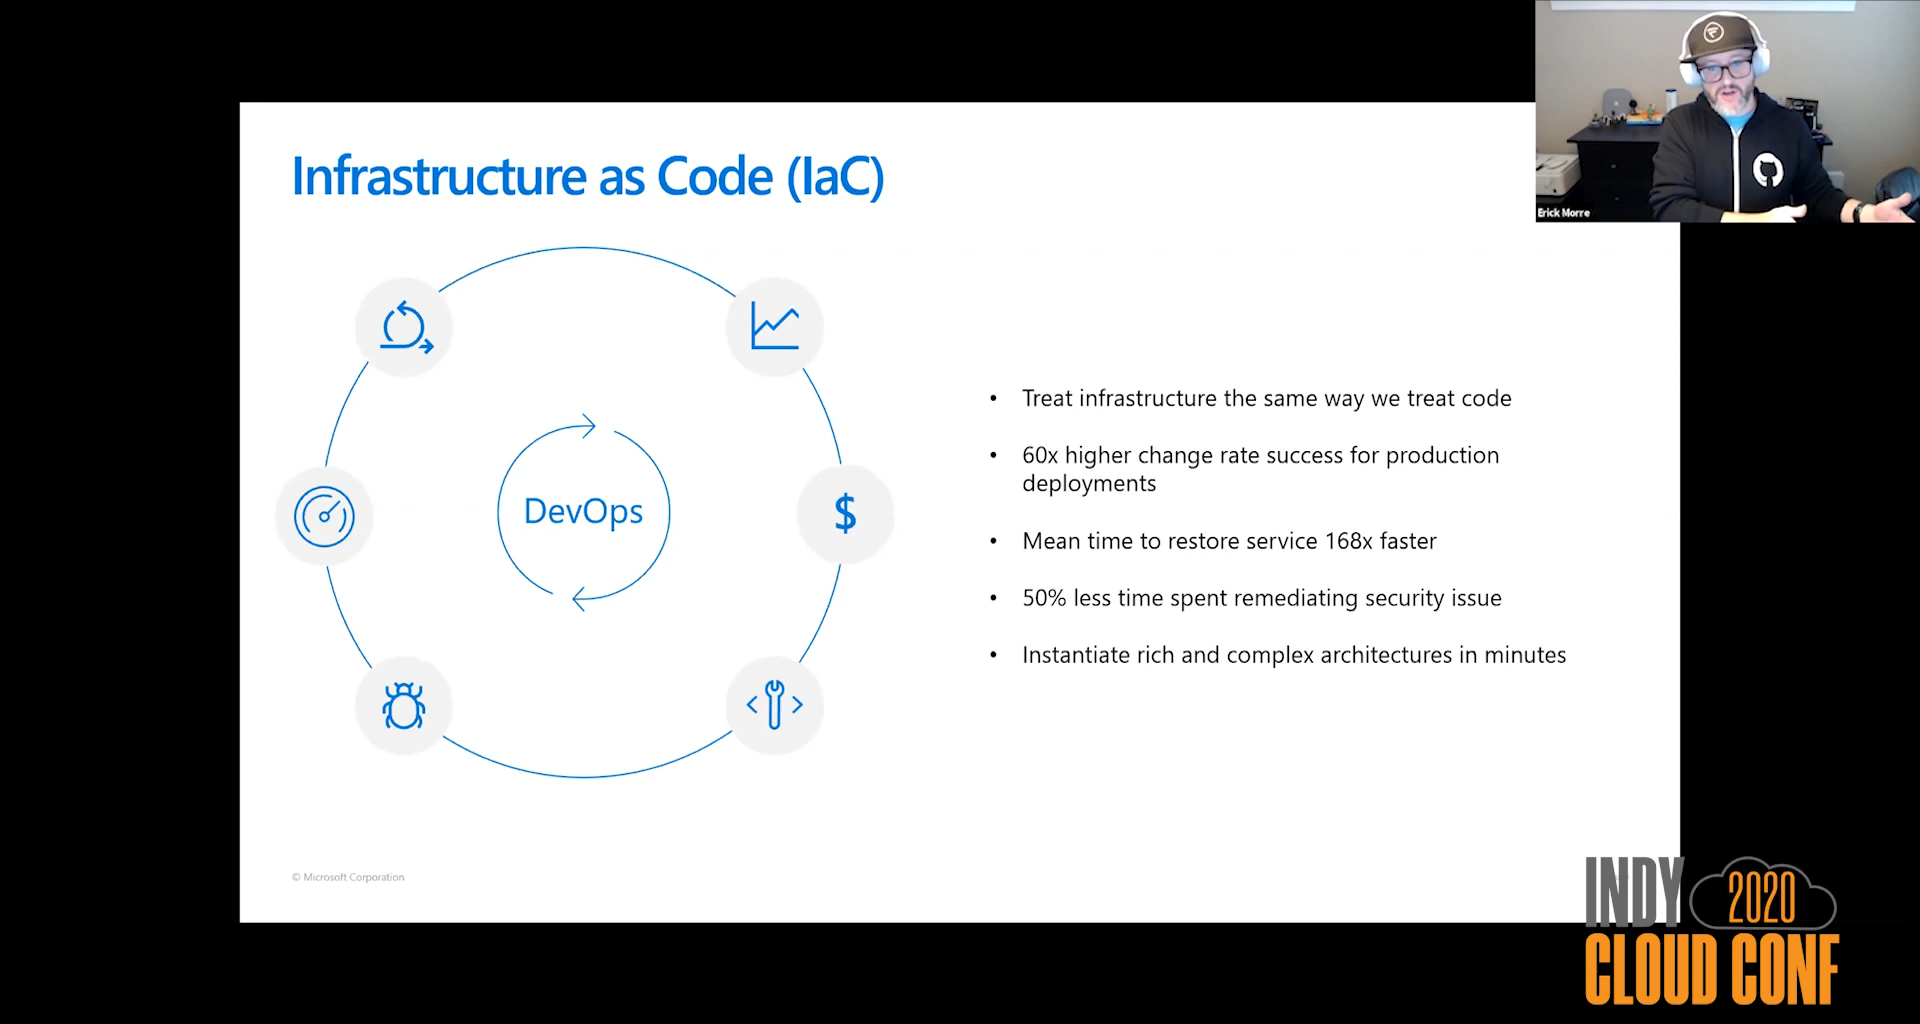 Infrastructure as Code (IaC)
DevOps
$
• Treat infrastructure the same way we treat code
• 60x higher change rate success for production
deployments
• Mean time to restore service 168x faster
• 50% less time spent remediating security issue
• Instantiate rich and complex architectures in minutes
© Microsoft Corporation
Erick Morre
INDY 2020
CLOUD CONF